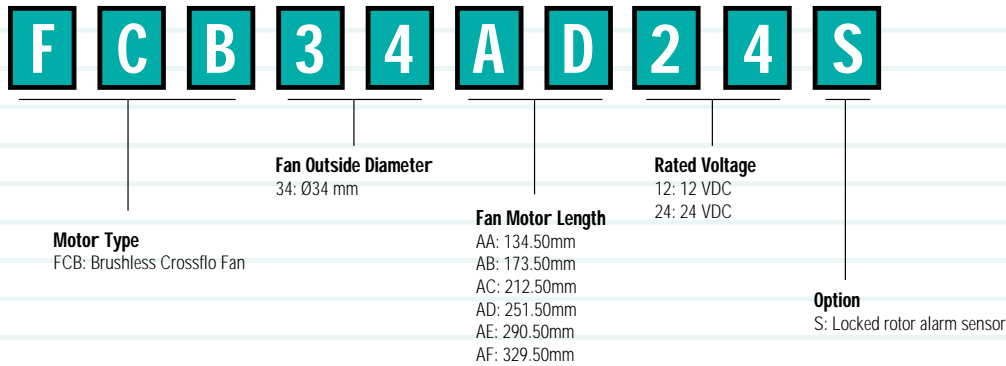 F C B 3 4 A D 2 4 S
Fan Outside Diameter
34: Ø34 mm
Rated Voltage
12: 12 VDC
24: 24 VDC
Fan Motor Length
AA: 134.50mm
AB: 173.50mm
AC: 212.50mm
AD: 251.50mm
AE: 290.50mm
AF: 329.50mm
Motor Type
FCB: Brushless Crossflo Fan
Option
S: Locked rotor alarm sensor